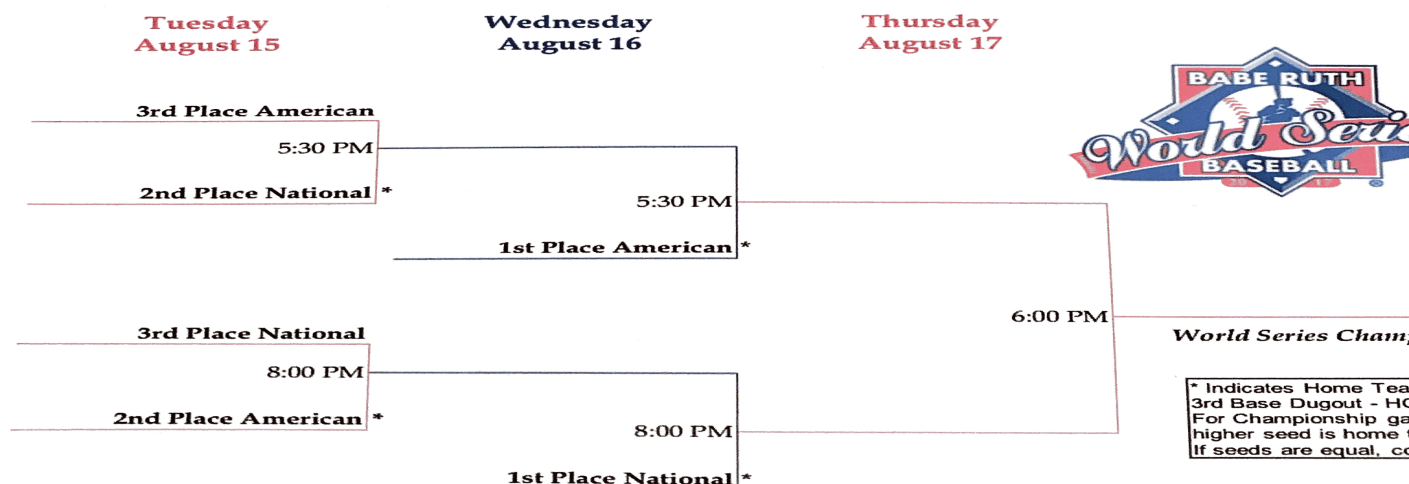 Tuesday
August 15
Wednesday
August 16
Thursday
August 17
BABE RUTH
World Serie
BASEBALL
3rd Place American
5:30 PM
2nd Place National *
5:30 PM
1st Place American *
3rd Place National
8:00 PM
2nd Place American *
6:00 PM
World Series Champ
8:00 PM
1st Place National *
* Indicates Home Tea
3rd Base Dugout - HO
For Championship ga
higher seed is home t
If seeds are equal, co